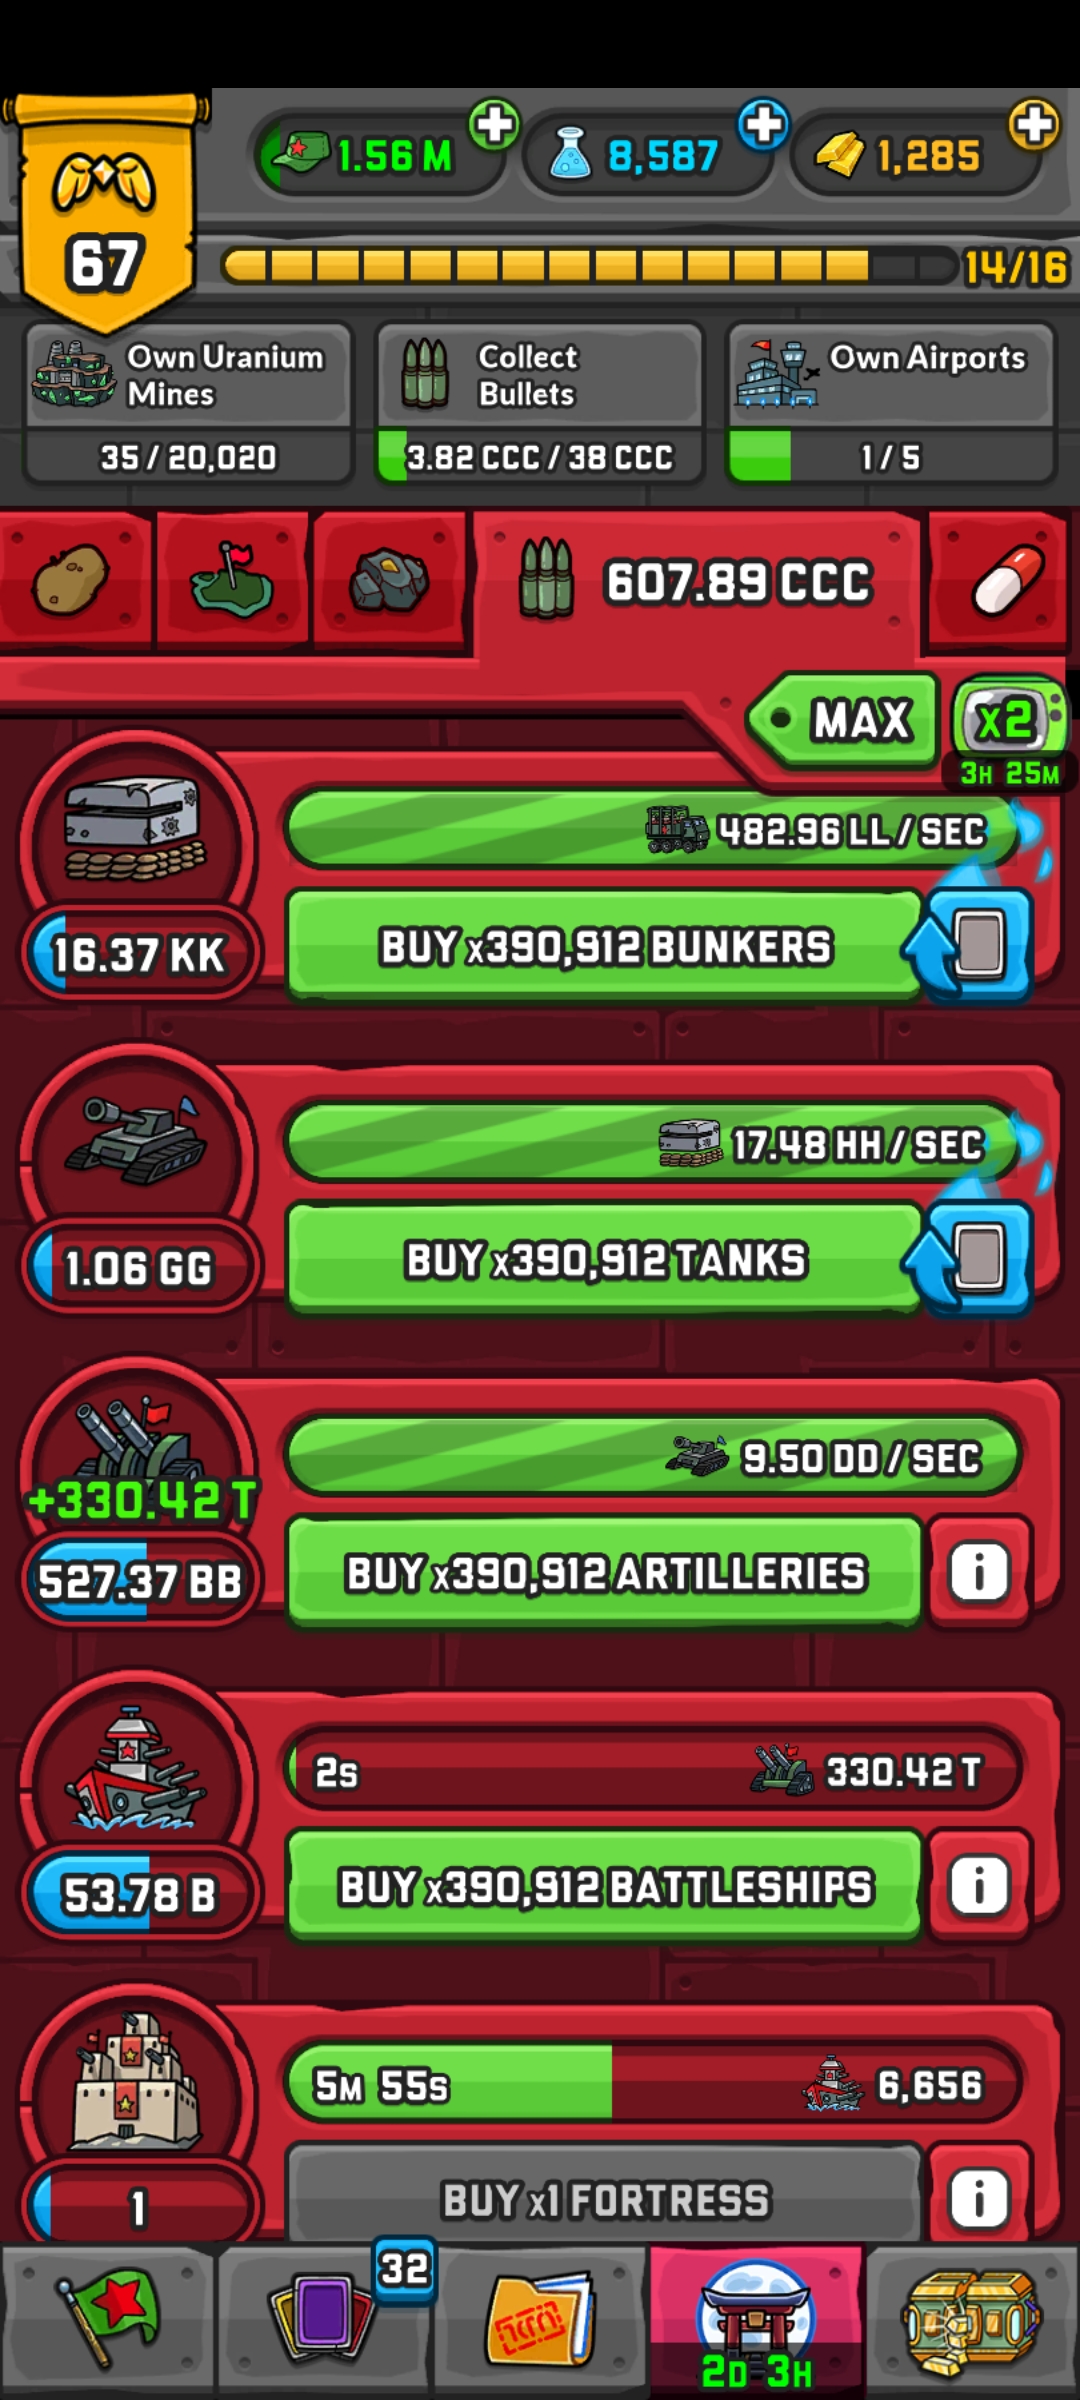 67
1.56 M
8,587
1,285
14/16
Own Uranium
Mines
35 / 20,020
Collect
Bullets
3.82 CCC / 38 CCC
Own Airports
1 / 5
607.89 CCC
MAX
x2
3H 25M
482.96 LL / SEC
16.37 KK
BUY x390,912 BUNKERS
17.48 HH / SEC
1.06 GG
BUY x390,912 TANKS
9.50 DD / SEC
+330.42 T
527.37 BB
BUY x390,912 ARTILLERIES
i
2S
330.42 T
53.78 B
BUY x390,912 BATTLESHIPS
i
5M 55S
6,656
1
BUY x1 FORTRESS
i
32
2D 3H